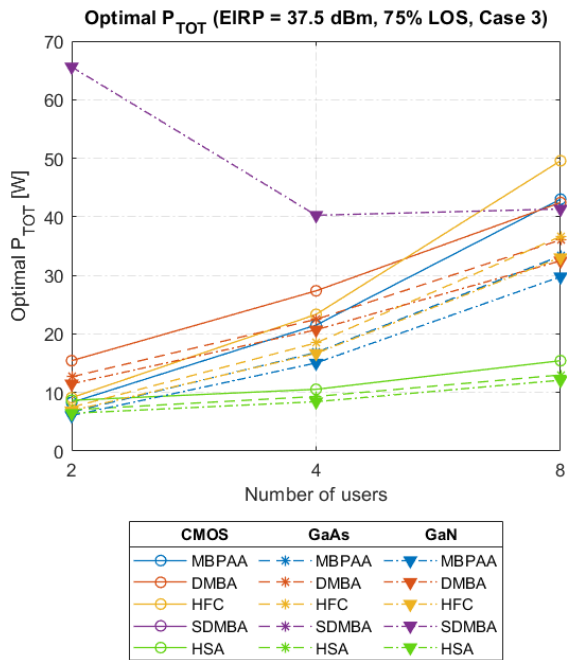 Optimal P_TOT (EIRP = 37.5 dBm, 75% LOS, Case 3)
70
60
50
40
30
20
10
0
Optimal P_TOT [W]
2 4 8
Number of users
CMOS GaAs GaN
MBPAA MBPAA MBPAA
DMBA DMBA DMBA
HFC HFC HFC
SDMBA SDMBA SDMBA
HSA HSA HSA